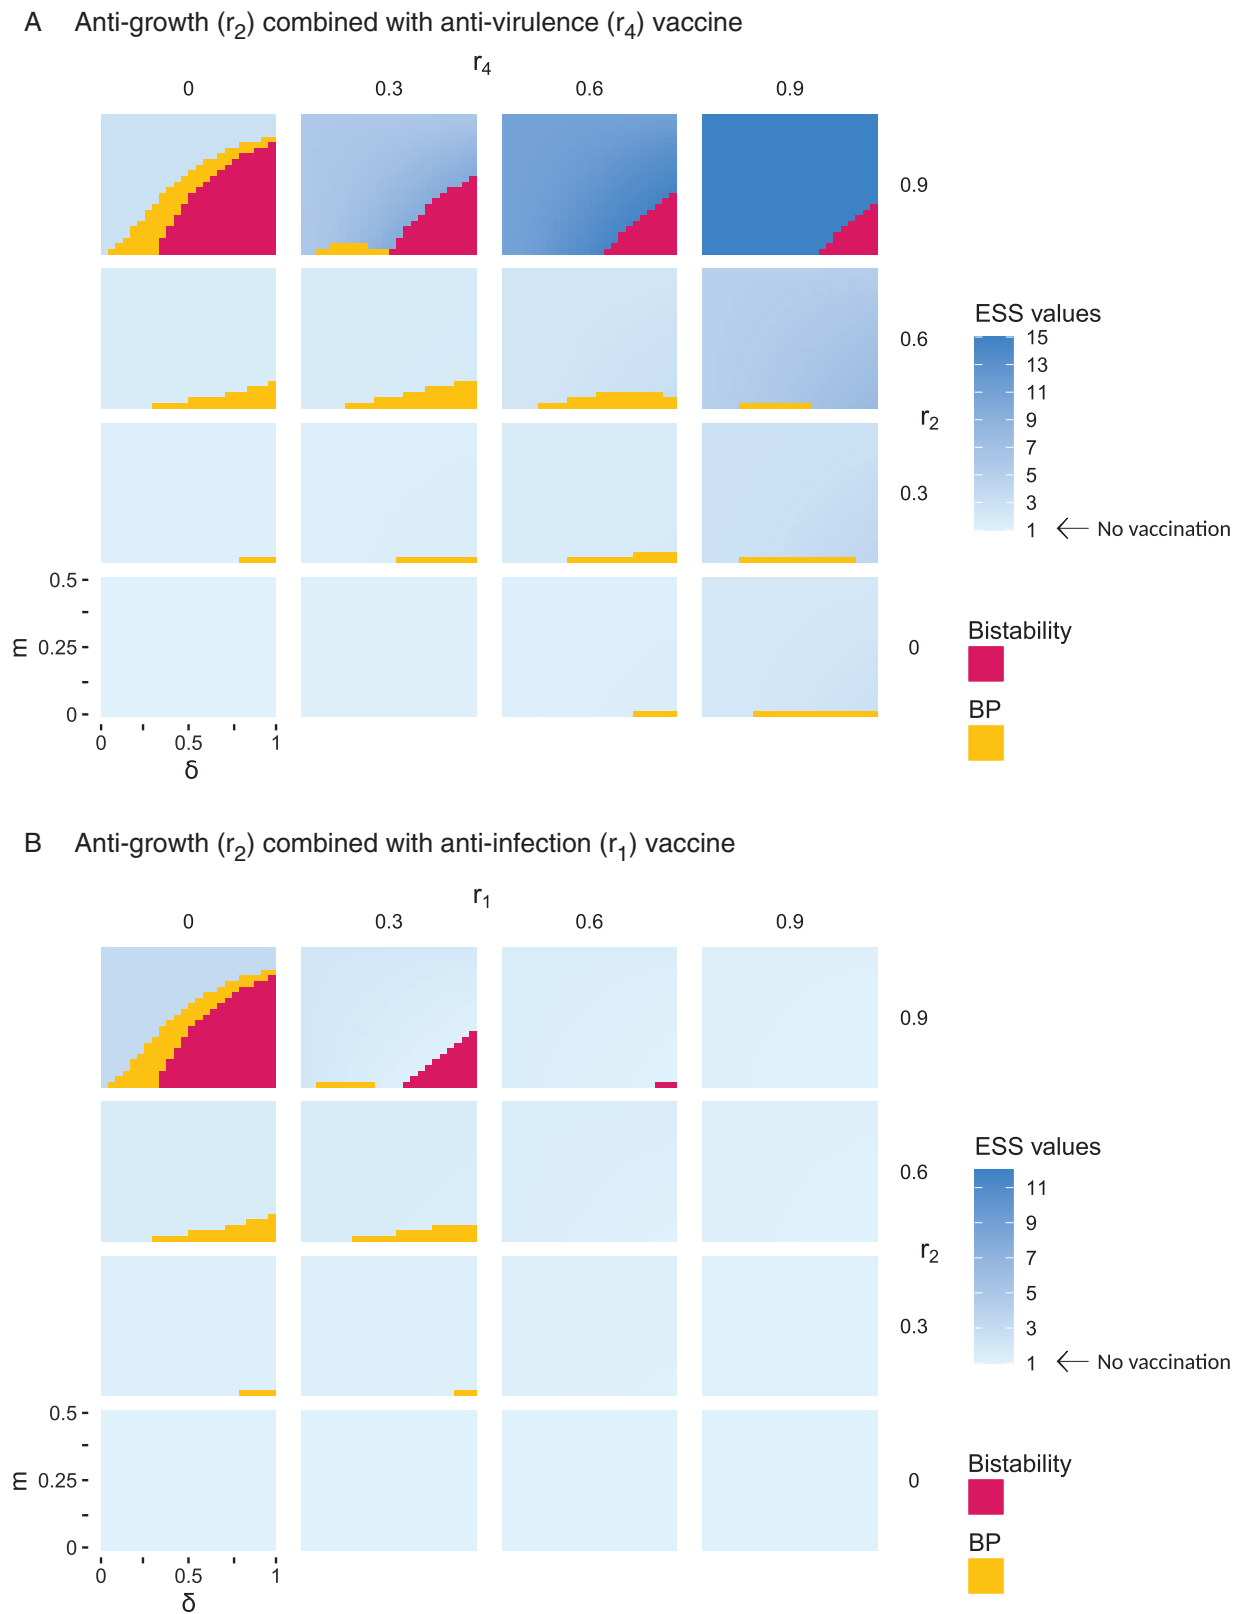 A Anti-growth (r2) combined with anti-virulence (r4) vaccine
r4
0 0.3 0.6 0.9
0.9
0.6
r2
0.3
0
ESS values
15
13
11
9
7
5
3
1 No vaccination
Bistability
BP
0.5
m 0.25
0
0 0.5 1
δ
B Anti-growth (r2) combined with anti-infection (r1) vaccine
r1
0 0.3 0.6 0.9
0.9
0.6
r2
0.3
0
ESS values
11
9
7
5
3
1 No vaccination
Bistability
BP
0.5
m 0.25
0
0 0.5 1
δ